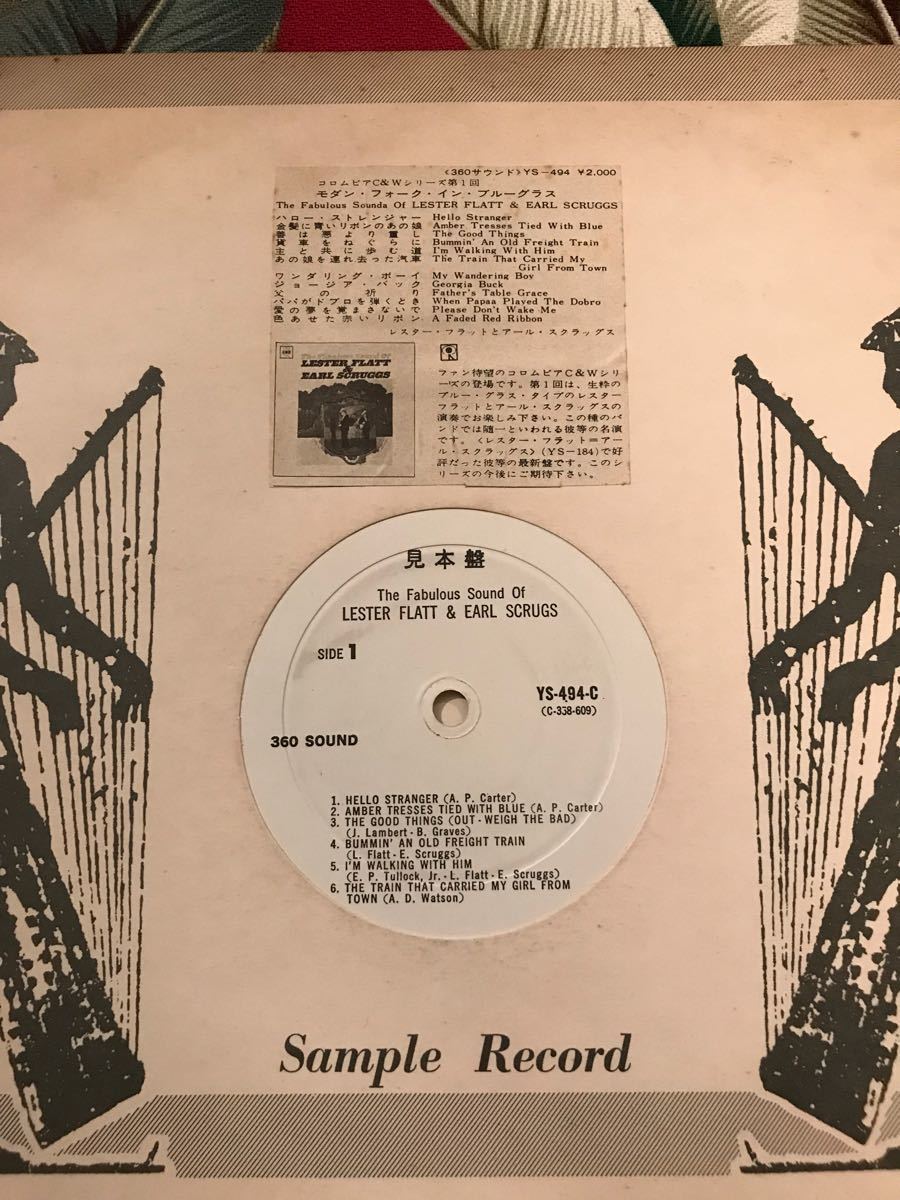 〈360サウンド〉YS-494 ¥2,000
コロムビアC&Wシリーズ第1回
モダン・フォーク・イン・ブルーグラス
The Fabulous Sounda Of LESTER FLATT & EARL SCRUGGS
ハロー・ストレンジャー Hello Stranger
金髪に青いリボンのあの娘 Amber Tresses Tied With Blue
善は悪より重し The Good Things
貨車をねぐらに Bummin' An Old Freight Train
主と共に歩む道 I'm Walking With Him
あの娘を連れ去った汽車 The Train That Carried My
Girl From Town
ワンダリング・ボーイ My Wandering Boy
ジョージア・バック Georgia Buck
父の祈り Father's Table Grace
パパがドブロを弾くとき When Papaa Played The Dobro
愛の夢を覚まさないで Please Don't Wake Me
色あせた赤いリボン A Faded Red Ribbon
レスター・フラットとアール・スクラッグス
The Fabulous Sound Of
LESTER FLATT
&
EARL SCRUGGS
ファン待望のコロムビアC&Wシリ
ーズの登場です。第1回は、生粋の
ブルー・グラス・タイプのレスター
フラットとアール・スクラッグスの
演奏でお楽しみ下さい。この種のバ
ンドでは随一といわれる彼等の名演
です。〈レスター・フラット=アー
ル・スクラッグス〉(YS-184)で好
評だった彼等の最新盤です。このシ
リーズの今後にご期待下さい。
見本盤
The Fabulous Sound Of
LESTER FLATT & EARL SCRUGS
SIDE 1
YS-494-C
(C-338-609)
360 SOUND
1. HELLO STRANGER (A. P. Carter)
2. AMBER TRESSES TIED WITH BLUE (A. P. Carter)
3. THE GOOD THINGS (OUT-WEIGH THE BAD)
(J. Lambert-B. Graves)
4. BUMMIN' AN OLD FREIGHT TRAIN
(L. Flatt-E. Scruggs)
5. I'M WALKING WITH HIM
(E. P. Tullock, Jr.-L. Flatt-E. Scruggs)
6. THE TRAIN THAT CARRIED MY GIRL FROM
TOWN (A. D. Watson)
Sample Record